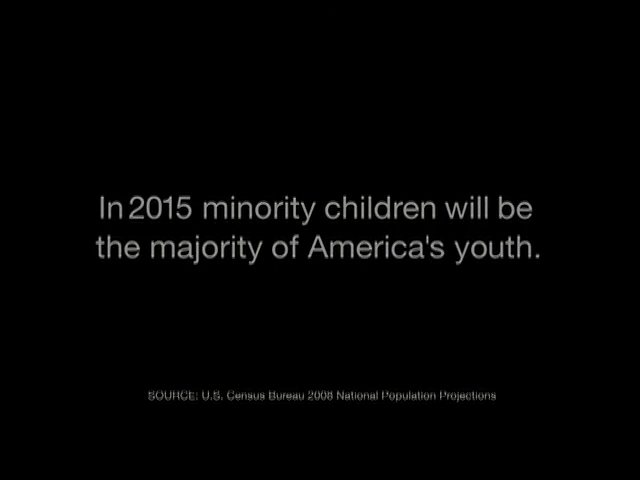 In 2015 minority children will be
the majority of America's youth.
SOURCE: U.S. Census Bureau 2008 National Population Projections